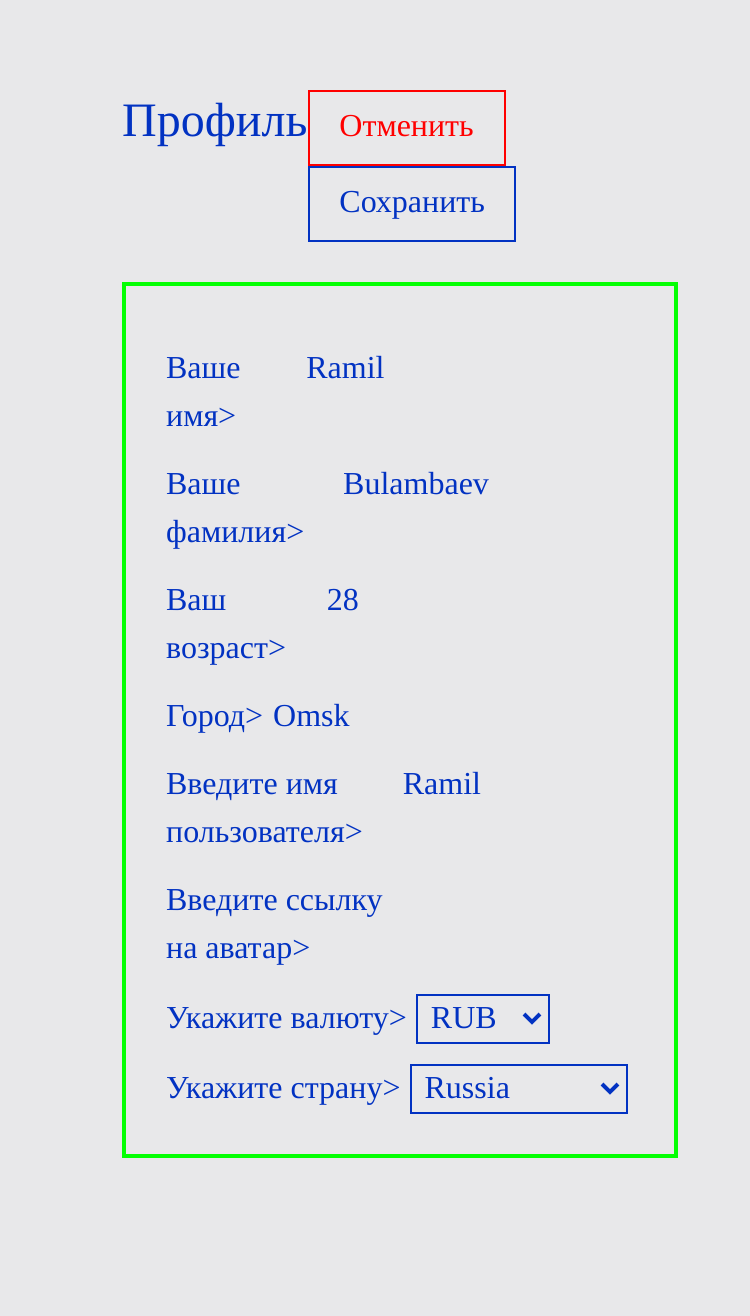 Профиль Отменить
Сохранить
Ваше Ramil
имя>
Ваше Bulambaev
фамилия>
Ваш 28
возраст>
Город> Omsk
Введите имя Ramil
пользователя>
Введите ссылку
на аватар>
Укажите валюту> RUB
Укажите страну> Russia